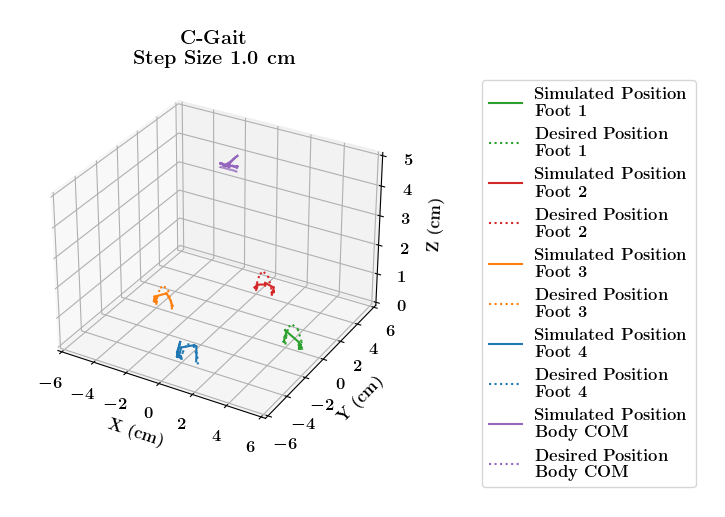 C-Gait
Step Size 1.0 cm
5
4
3
2
1
0
Z (cm)
6
4
2
0
−2
−4
−6
Y (cm)
−6
−4
−2
0
2
4
6
X (cm)
Simulated Position
Foot 1
Desired Position
Foot 1
Simulated Position
Foot 2
Desired Position
Foot 2
Simulated Position
Foot 3
Desired Position
Foot 3
Simulated Position
Foot 4
Desired Position
Foot 4
Simulated Position
Body COM
Desired Position
Body COM